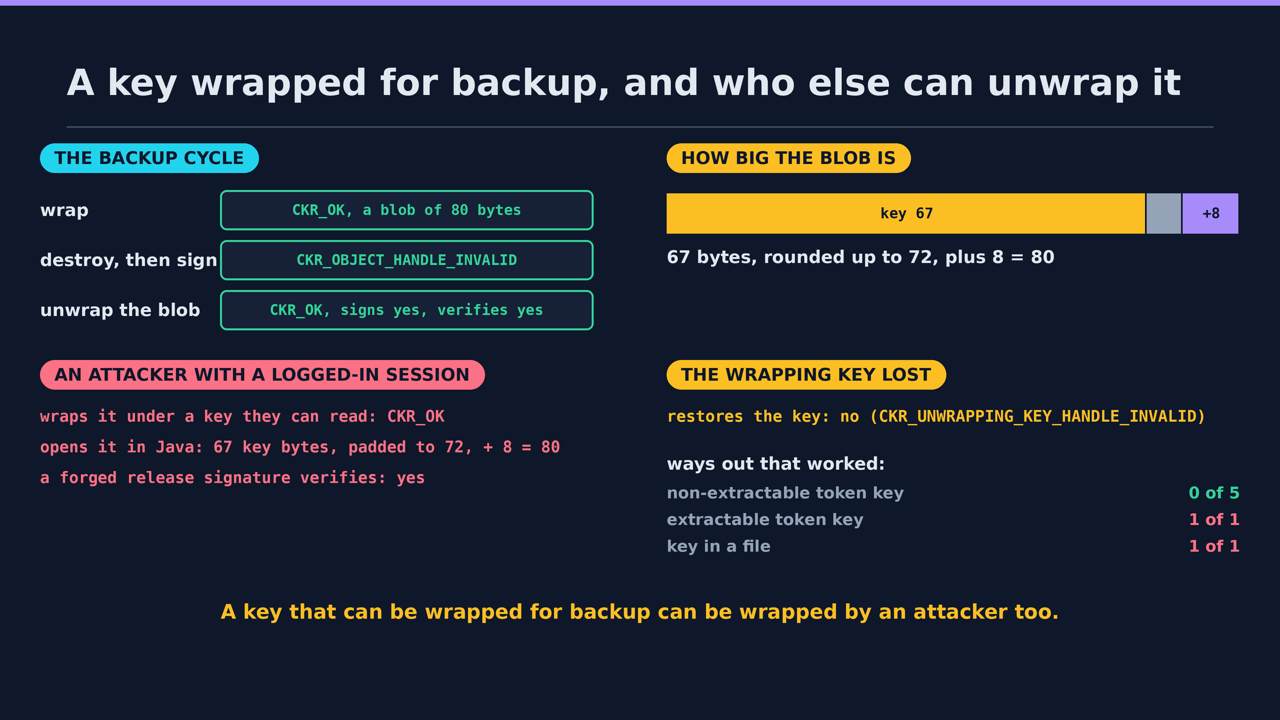 A key wrapped for backup, and who else can unwrap it
THE BACKUP CYCLE
wrap
CKR_OK, a blob of 80 bytes
destroy, then sign
CKR_OBJECT_HANDLE_INVALID
unwrap the blob
CKR_OK, signs yes, verifies yes
HOW BIG THE BLOB IS
key 67
+8
67 bytes, rounded up to 72, plus 8 = 80
AN ATTACKER WITH A LOGGED-IN SESSION
wraps it under a key they can read: CKR_OK
opens it in Java: 67 key bytes, padded to 72, + 8 = 80
a forged release signature verifies: yes
THE WRAPPING KEY LOST
restores the key: no (CKR_UNWRAPPING_KEY_HANDLE_INVALID)
ways out that worked:
non-extractable token key 0 of 5
extractable token key 1 of 1
key in a file 1 of 1
A key that can be wrapped for backup can be wrapped by an attacker too.